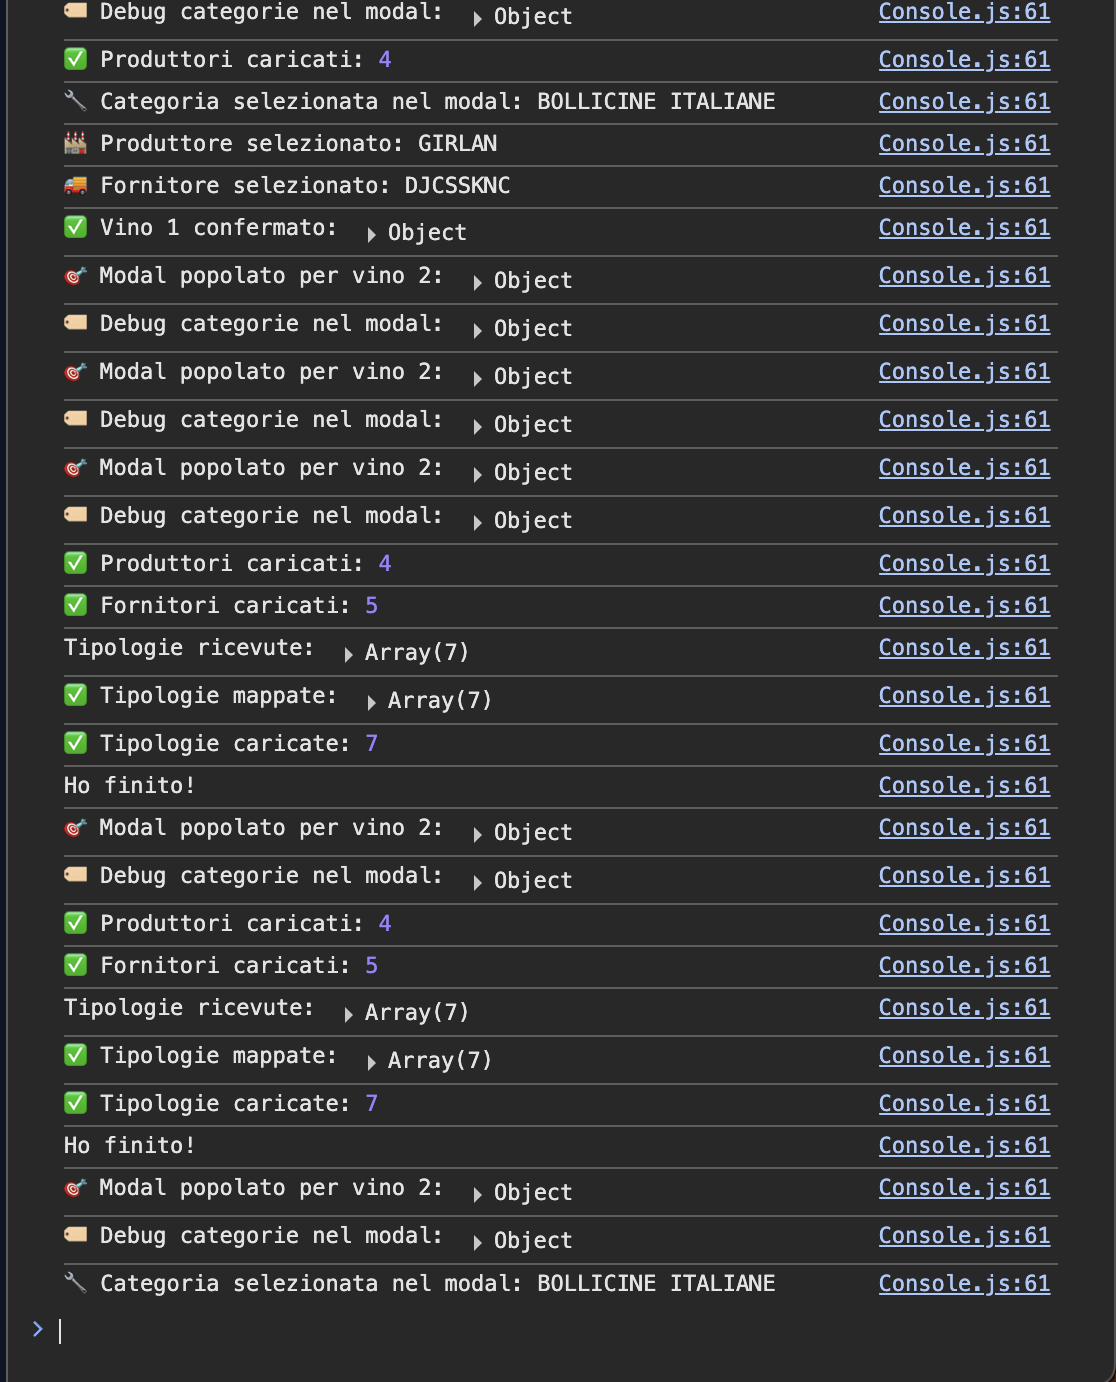 🏷️ Debug categorie nel modal: ▶ Object Console.js:61
✅ Produttori caricati: 4 Console.js:61
🔧 Categoria selezionata nel modal: BOLLICINE ITALIANE Console.js:61
🏭 Produttore selezionato: GIRLAN Console.js:61
🚚 Fornitore selezionato: DJCSSKNC Console.js:61
✅ Vino 1 confermato: ▶ Object Console.js:61
🎯 Modal popolato per vino 2: ▶ Object Console.js:61
🏷️ Debug categorie nel modal: ▶ Object Console.js:61
🎯 Modal popolato per vino 2: ▶ Object Console.js:61
🏷️ Debug categorie nel modal: ▶ Object Console.js:61
🎯 Modal popolato per vino 2: ▶ Object Console.js:61
🏷️ Debug categorie nel modal: ▶ Object Console.js:61
✅ Produttori caricati: 4 Console.js:61
✅ Fornitori caricati: 5 Console.js:61
Tipologie ricevute: ▶ Array(7) Console.js:61
✅ Tipologie mappate: ▶ Array(7) Console.js:61
✅ Tipologie caricate: 7 Console.js:61
Ho finito! Console.js:61
🎯 Modal popolato per vino 2: ▶ Object Console.js:61
🏷️ Debug categorie nel modal: ▶ Object Console.js:61
✅ Produttori caricati: 4 Console.js:61
✅ Fornitori caricati: 5 Console.js:61
Tipologie ricevute: ▶ Array(7) Console.js:61
✅ Tipologie mappate: ▶ Array(7) Console.js:61
✅ Tipologie caricate: 7 Console.js:61
Ho finito! Console.js:61
🎯 Modal popolato per vino 2: ▶ Object Console.js:61
🏷️ Debug categorie nel modal: ▶ Object Console.js:61
🔧 Categoria selezionata nel modal: BOLLICINE ITALIANE Console.js:61
>